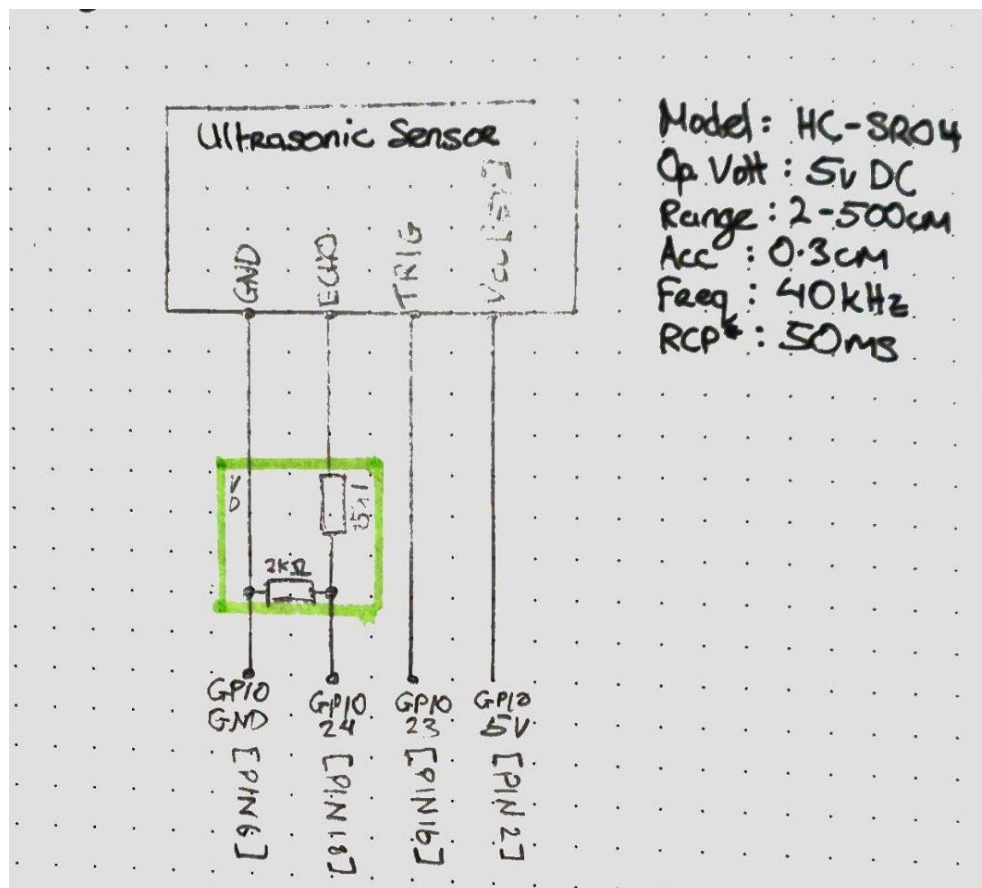 Ultrasonic Sensor
GND
ECHO
TRIG
Model: HC-SR04
Op. Volt: 5v DC
Range: 2-500cm
Acc: 0.3cm
Freq: 40kHz
RCP*: 50ms
VD
2KΩ
GPIO GND [PIN6]
GPIO 24 [PIN18]
GPIO 23 [PIN16]
GPIO 5V [PIN2]